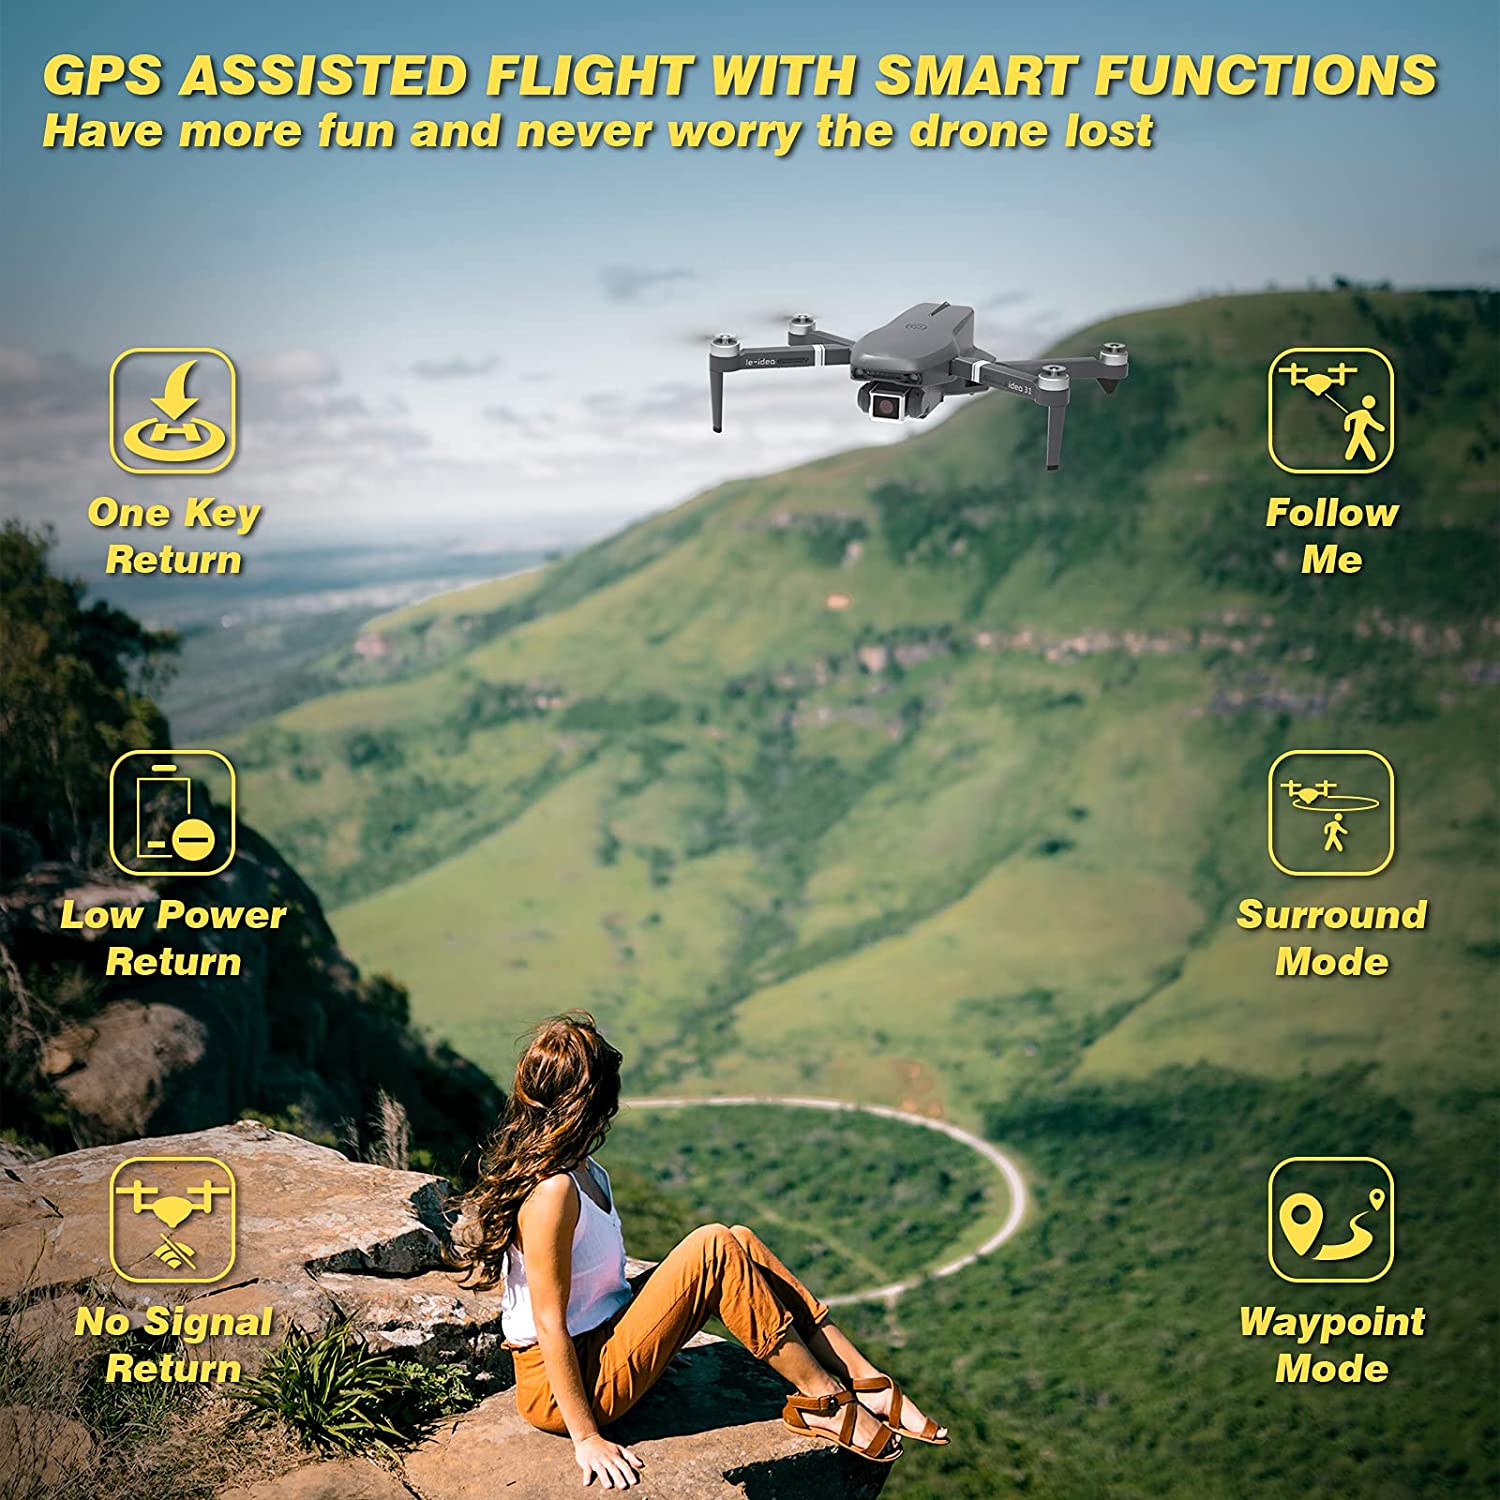 GPS ASSISTED FLIGHT WITH SMART FUNCTIONS
Have more fun and never worry the drone lost
le-idea
idea 31
One Key
Return
Follow
Me
Low Power
Return
Surround
Mode
No Signal
Return
Waypoint
Mode